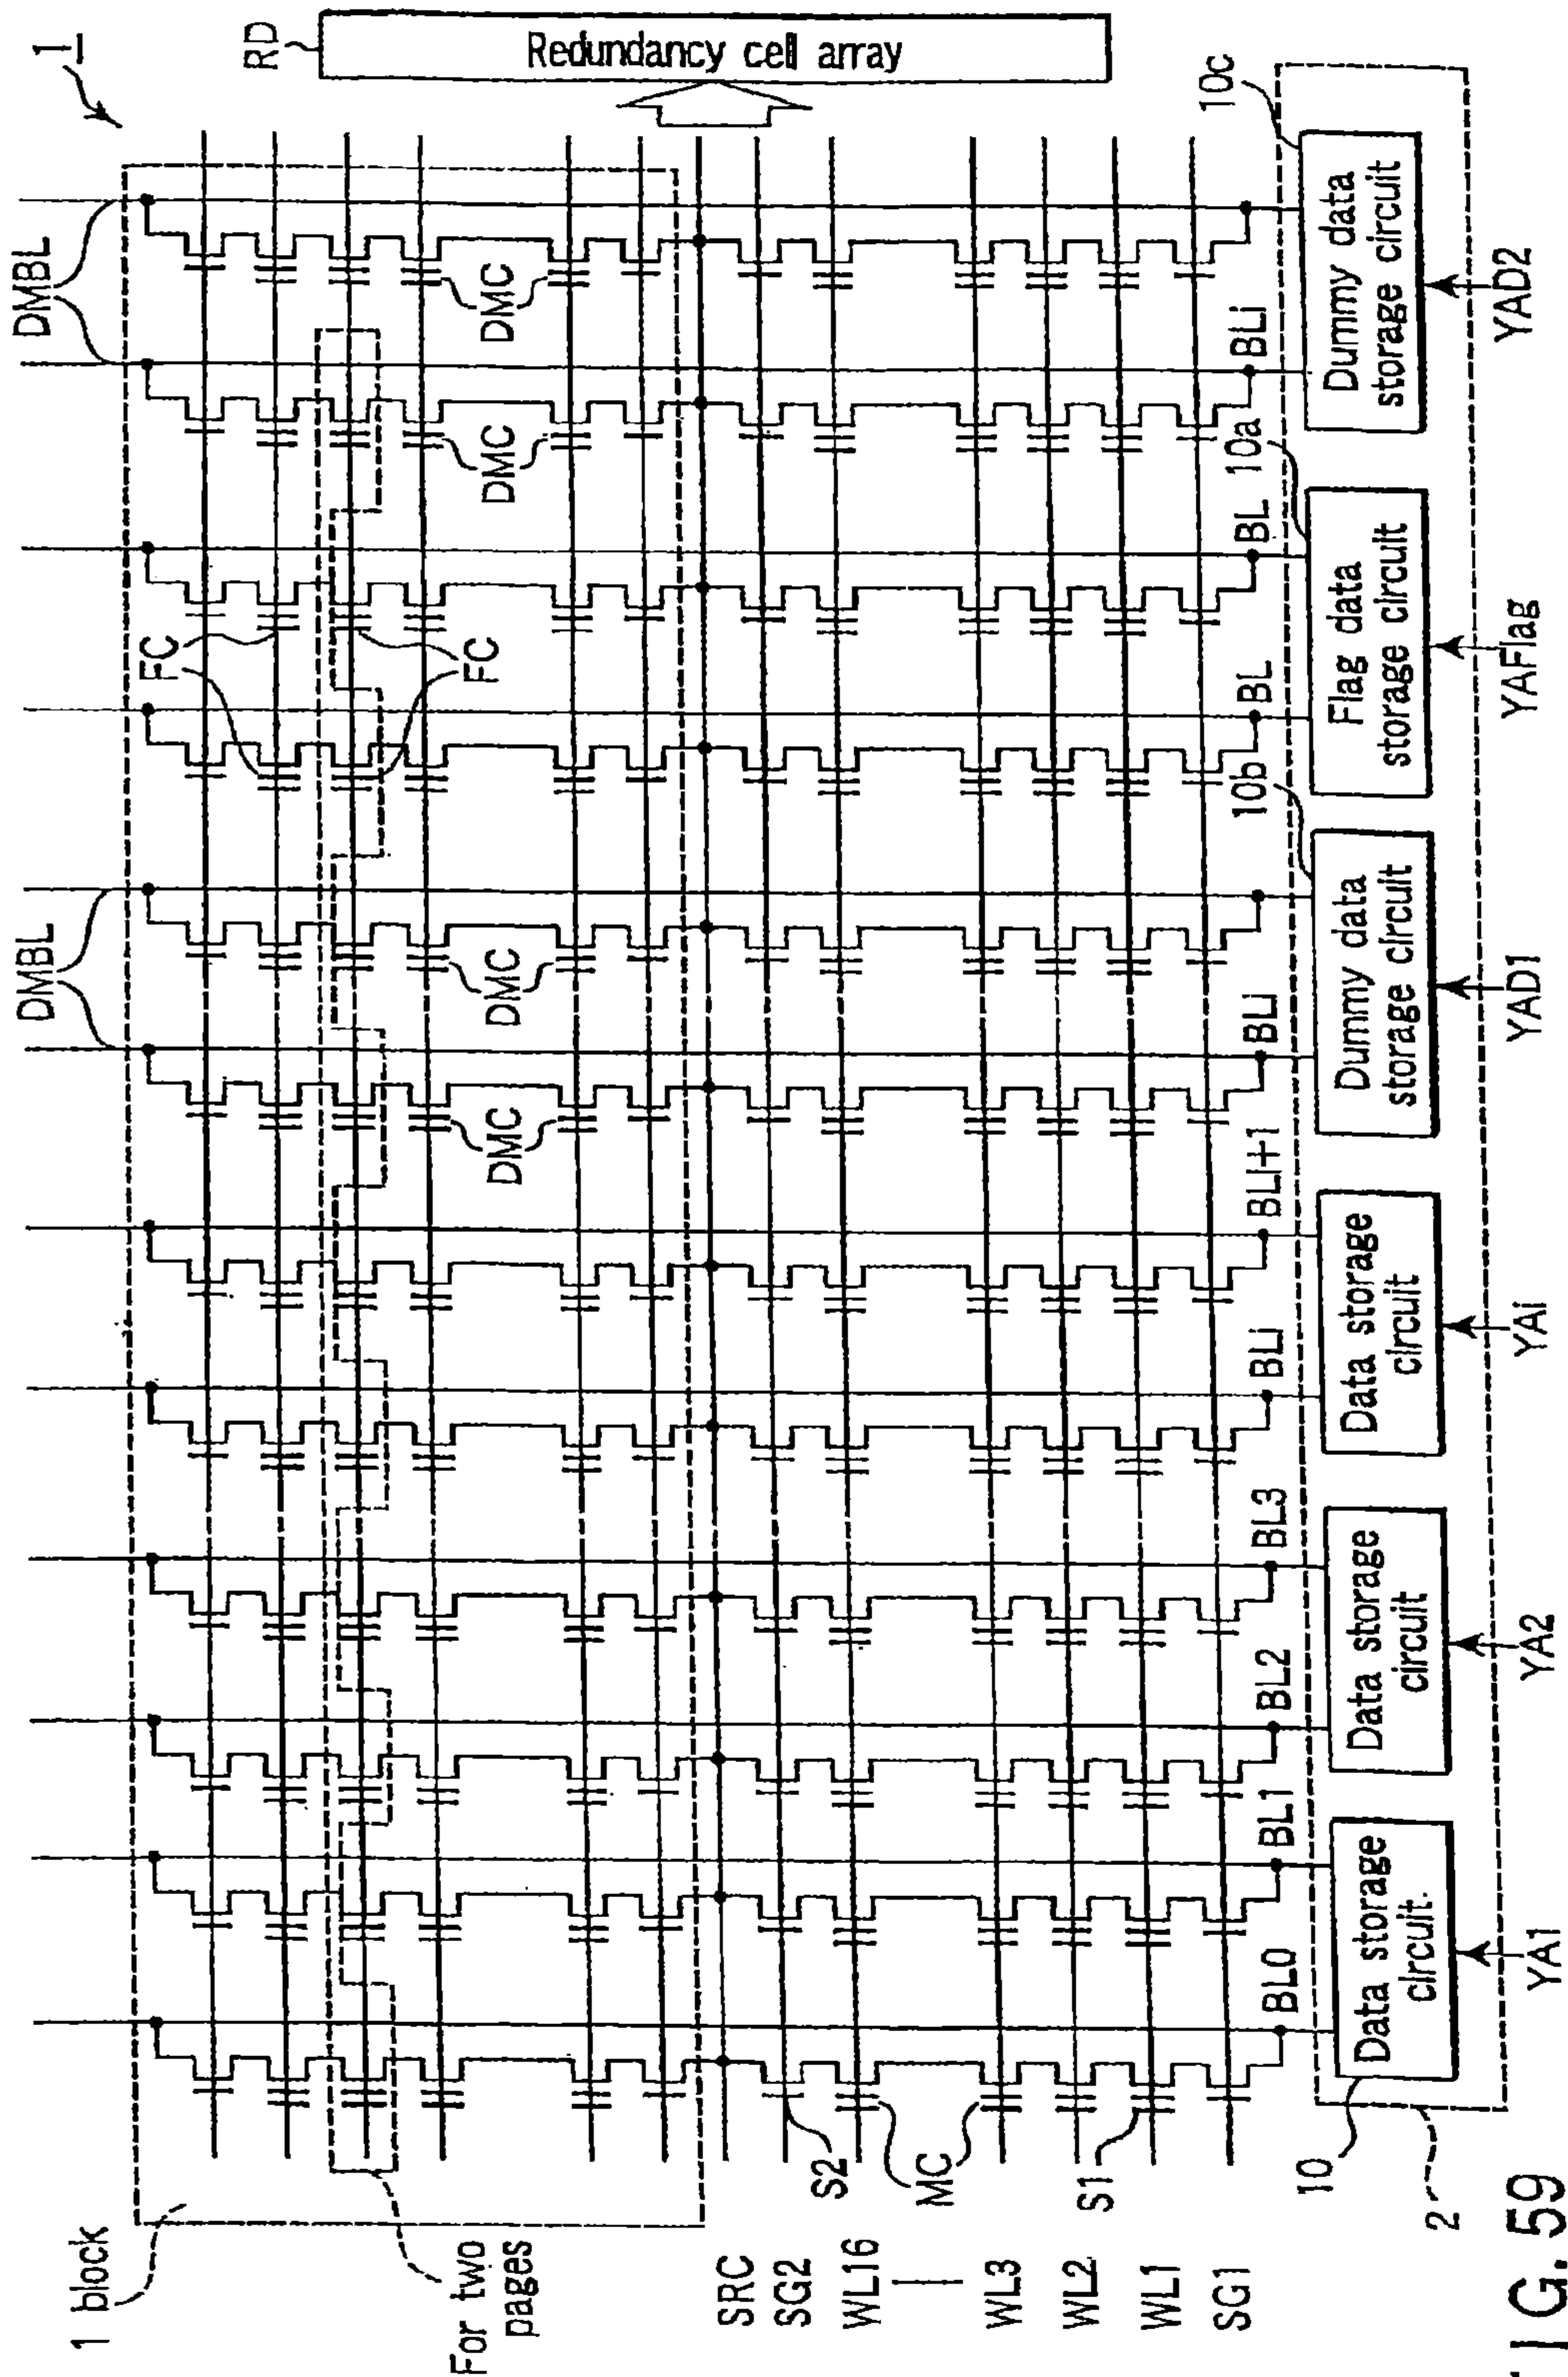 1
RD
Redundancy cell array
DMBL
DMBL
FC
FC
DMC
DMC
DMC
DMC
1 block
For two
pages
SRC
SG2
WL16
WL3
WL2
WL1
SG1
S2
MC
S1
BL0
BL1
BL2
BL3
BLi
BLi+1
BLi
BL
BL
BLi
10
10b
10a
10c
2
Data storage
circuit
Data storage
circuit
Data storage
circuit
Dummy data
storage circuit
Flag data
storage circuit
Dummy data
storage circuit
YA1
YA2
YAi
YAD1
YAFlag
YAD2
FIG. 59